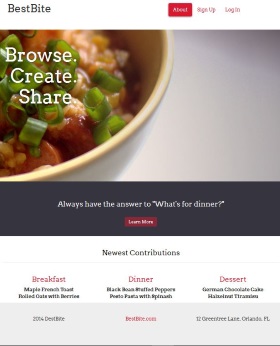 BestBite
About Sign Up Log In
Browse.
Create.
Share.
Always have the answer to "What's for dinner?"
Learn More
Newest Contributions
Breakfast Dinner Dessert
Maple French Toast Black Bean Stuffed Peppers German Chocolate Cake
Rolled Oats with Berries Pesto Pasta with Spinach Halzelnut Tiramisu
2014 BestBite BestBite.com 12 Greentree Lane, Orlando, FL